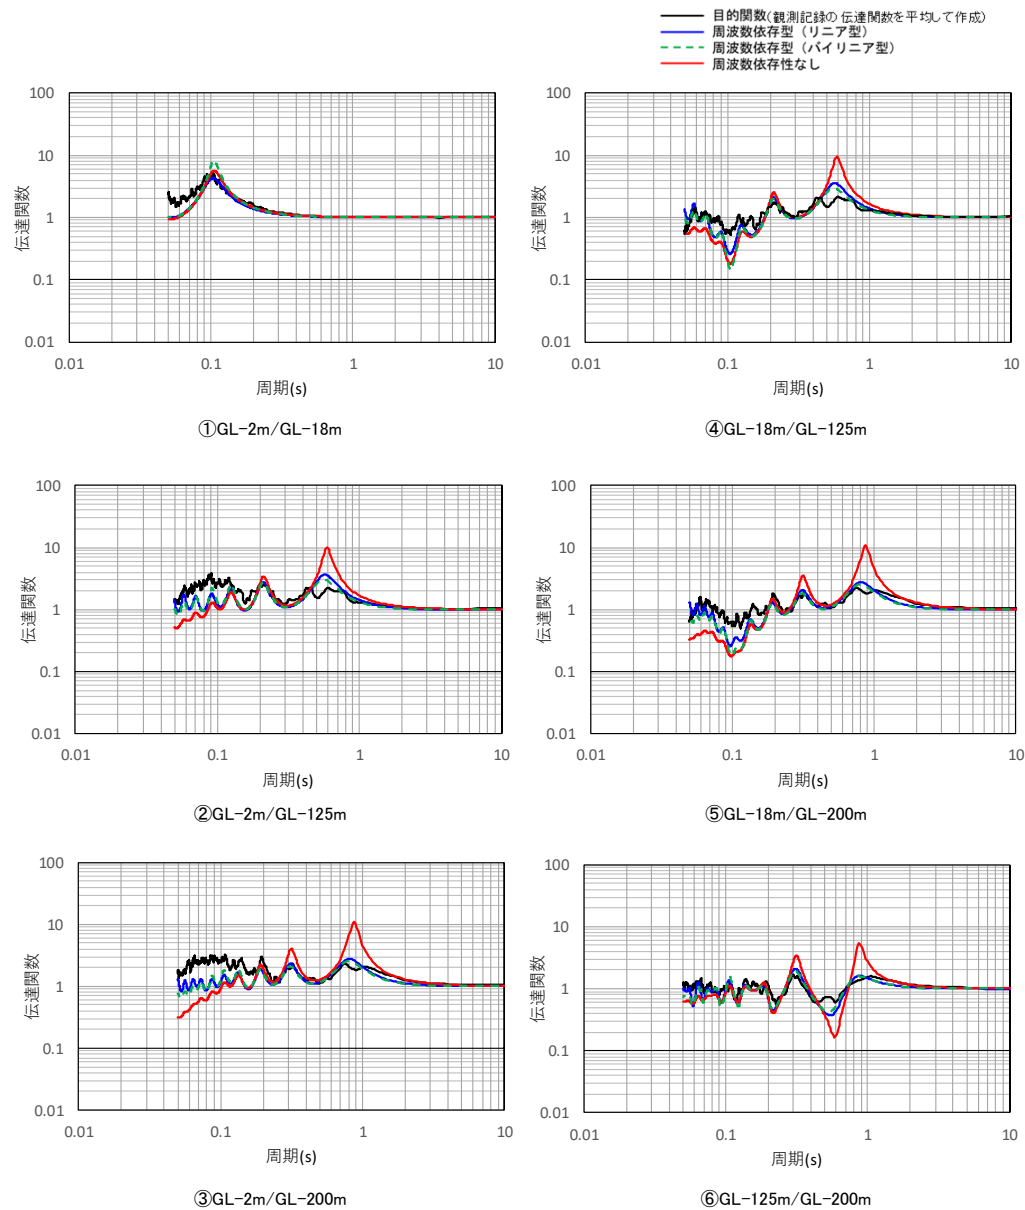 目的関数(観測記録の伝達関数を平均して作成)
周波数依存型（リニア型）
周波数依存型（バイリニア型）
周波数依存性なし
100
10
1
0.1
0.01
0.01 0.1 1 10
伝達関数
周期(s)
①GL-2m/GL-18m
100
10
1
0.1
0.01
0.01 0.1 1 10
伝達関数
周期(s)
④GL-18m/GL-125m
100
10
1
0.1
0.01
0.01 0.1 1 10
伝達関数
周期(s)
②GL-2m/GL-125m
100
10
1
0.1
0.01
0.01 0.1 1 10
伝達関数
周期(s)
⑤GL-18m/GL-200m
100
10
1
0.1
0.01
0.01 0.1 1 10
伝達関数
周期(s)
③GL-2m/GL-200m
100
10
1
0.1
0.01
0.01 0.1 1 10
伝達関数
周期(s)
⑥GL-125m/GL-200m